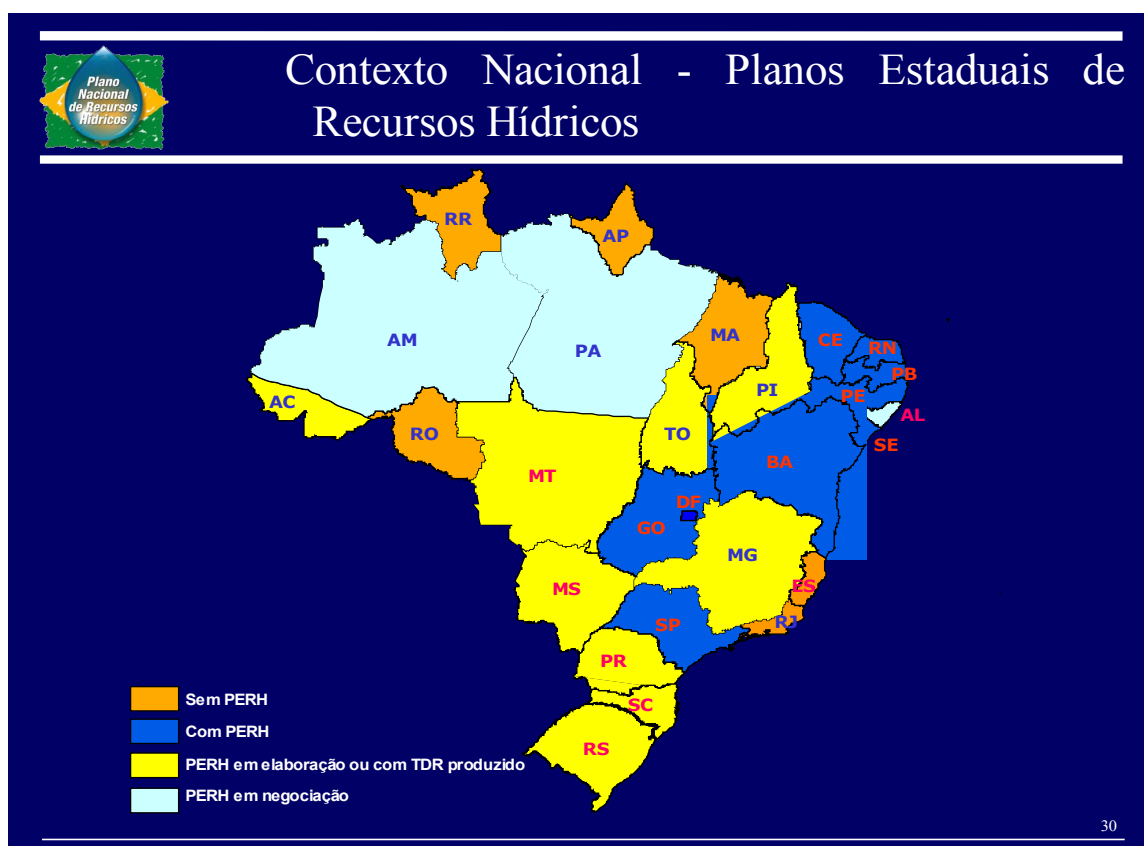 Plano
Nacional
de Recursos
Hídricos
Contexto Nacional - Planos Estaduais de
Recursos Hídricos
RR
AP
AM
PA
MA
CE
RN
PB
PI
PE
AC
AL
RO
TO
SE
MT
BA
DF
GO
MG
MS
ES
SP
RJ
PR
SC
RS
Sem PERH
Com PERH
PERH em elaboração ou com TDR produzido
PERH em negociação
30